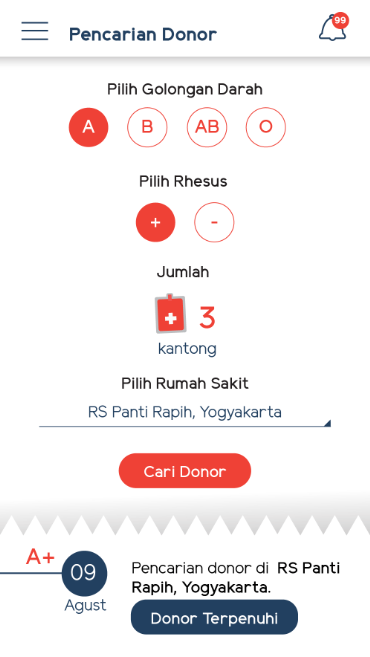 Pencarian Donor
99
Pilih Golongan Darah
A B AB O
Pilih Rhesus
+ -
Jumlah
3
kantong
Pilih Rumah Sakit
RS Panti Rapih, Yogyakarta
Cari Donor
A+
09
Agust
Pencarian donor di RS Panti
Rapih, Yogyakarta.
Donor Terpenuhi